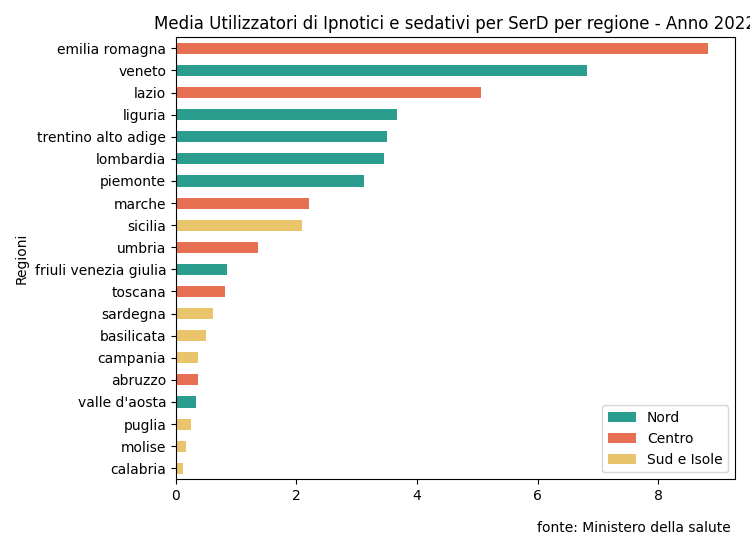 Media Utilizzatori di Ipnotici e sedativi per SerD per regione - Anno 2022
Regioni
emilia romagna
veneto
lazio
liguria
trentino alto adige
lombardia
piemonte
marche
sicilia
umbria
friuli venezia giulia
toscana
sardegna
basilicata
campania
abruzzo
valle d'aosta
puglia
molise
calabria
Nord
Centro
Sud e Isole
0 2 4 6 8
fonte: Ministero della salute